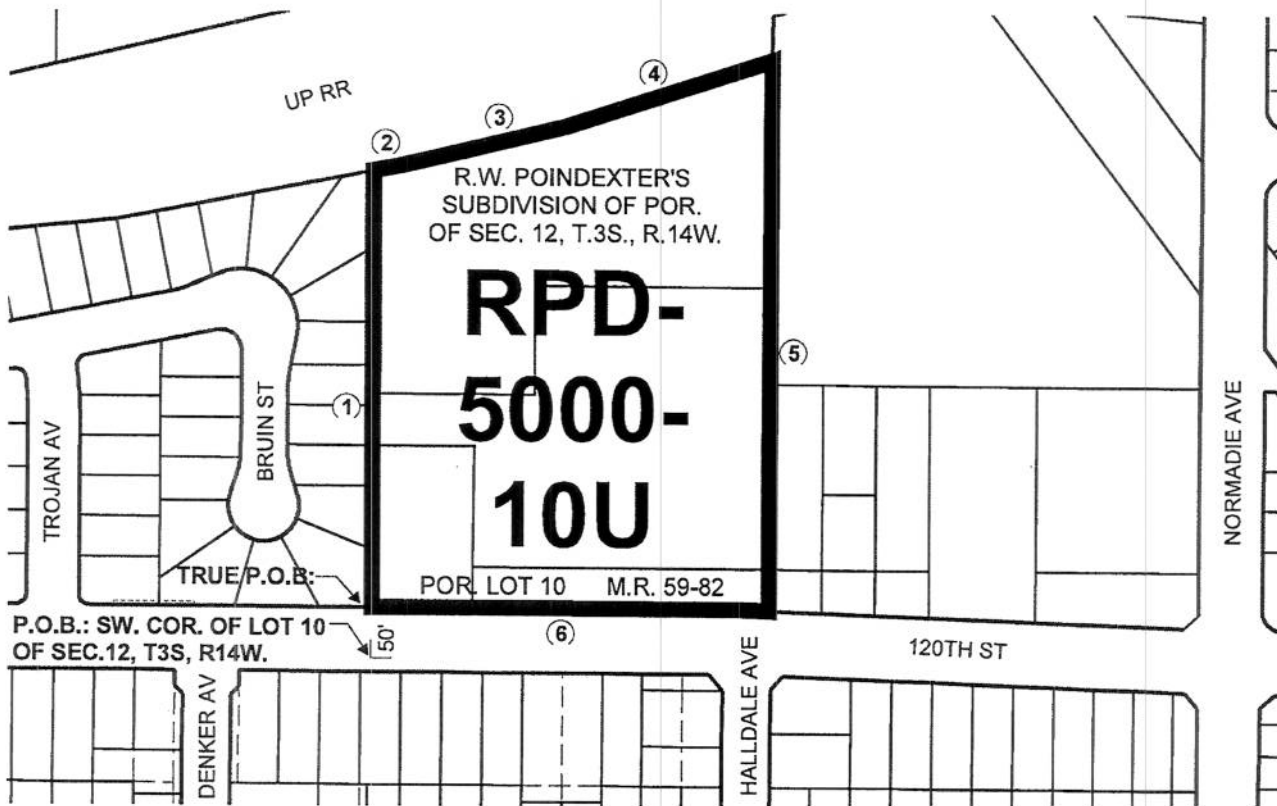 UP RR
④
③
②
R.W. POINDEXTER'S
SUBDIVISION OF POR.
OF SEC. 12, T.3S., R.14W.
RPD-
5000-
10U
⑤
①
TROJAN AV
BRUIN ST
NORMADIE AVE
TRUE P.O.B:
POR. LOT 10 M.R. 59-82
P.O.B.: SW. COR. OF LOT 10
OF SEC.12, T3S, R14W.
50'
⑥
120TH ST
DENKER AV
HALLDALE AVE